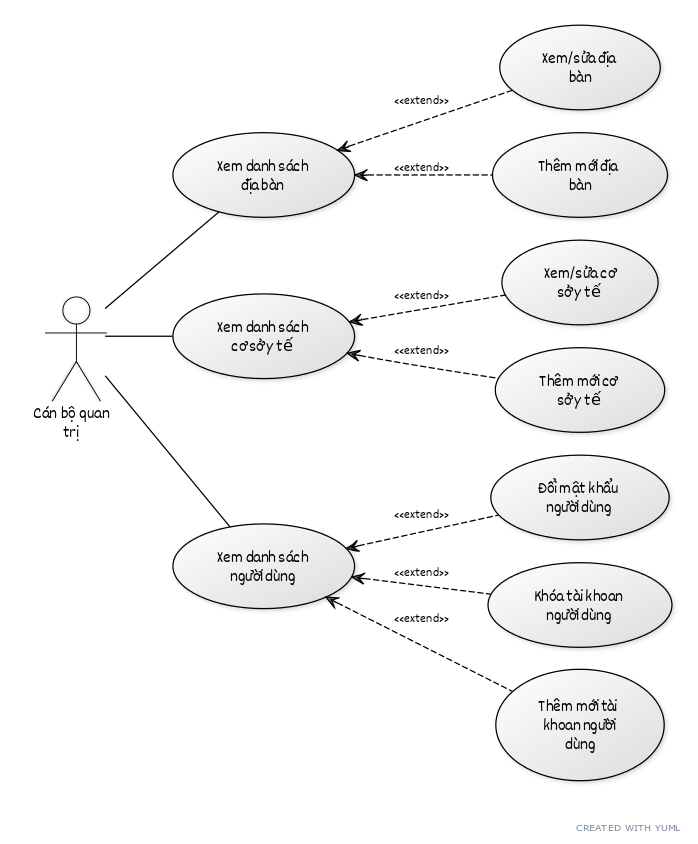 Xem/sửa địa
bàn
<<extend>>
Xem danh sách
địa bàn
<<extend>>
Thêm mới địa
bàn
Xem/sửa cơ
sở y tế
<<extend>>
Xem danh sách
cơ sở y tế
<<extend>>
Thêm mới cơ
sở y tế
Cán bộ quan
trị
Đổi mật khẩu
người dùng
<<extend>>
Xem danh sách
người dùng
<<extend>>
Khóa tài khoan
người dùng
<<extend>>
Thêm mới tài
khoan người
dùng
CREATED WITH YUML